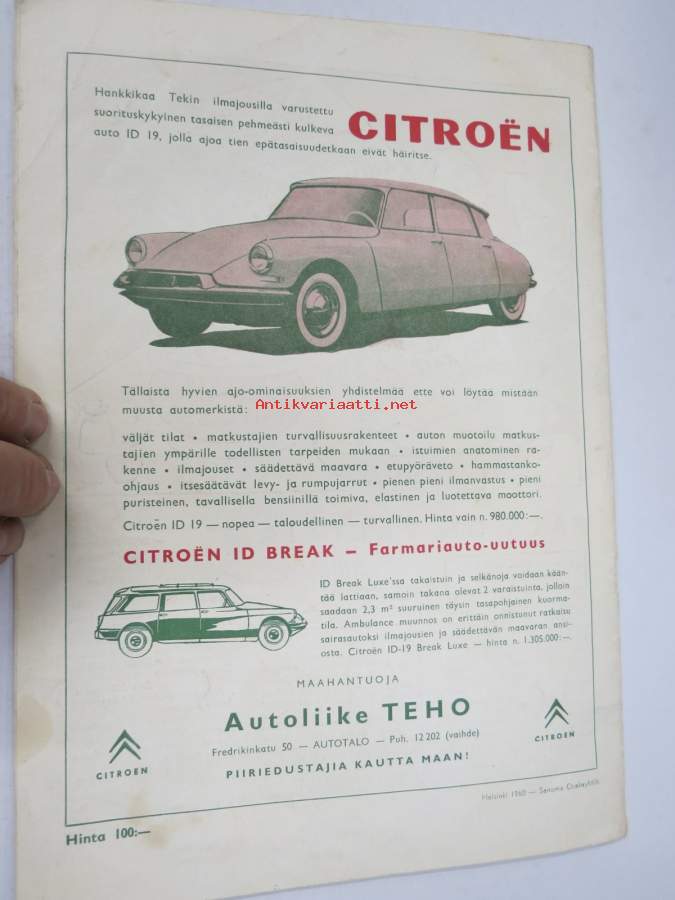 Hankkikaa Tekin ilmajousilla varustettu
suorituskykyinen tasaisen pehmeästi kulkeva
auto ID 19, jolla ajoa tien epätasaisuudetkaan eivät häiritse.
CITROËN
Tällaista hyvien ajo-ominaisuuksien yhdistelmää ette voi löytää mistään
muusta automerkistä:
Antikvariaatti.net
väljät tilat • matkustajien turvallisuusrakenteet • auton muotoilu matkus-
tajien ympärille todellisten tarpeiden mukaan • istuimien anatominen ra-
kenne • ilmajouset • säädettävä maavara • etupyöräveto • hammastanko-
ohjaus • itsesäätävät levy- ja rumpujarrut • pienen pieni ilmanvastus • pieni
puristeinen, tavallisella bensiinillä toimiva, elastinen ja luotettava moottori.
Citroën ID 19 — nopea — taloudellinen — turvallinen. Hinta vain n. 980.000:—.
CITROËN ID BREAK — Farmariauto-uutuus
ID Break Luxe'ssa takaistuin ja selkänoja voidaan kään-
tää lattiaan, samoin takana olevat 2 varaistuinta, jolloin
saadaan 2,3 m² suuruinen täysin tasapohjainen kuorma-
tila. Ambulance muunnos on erittäin onnistunut ratkaisu
sairasautoksi ilmajousien ja säädettävän maavaran ansi-
osta. Citroën ID-19 Break Luxe — hinta n. 1.305.000:—.
MAAHANTUOJA
Autoliike TEHO
Fredrikinkatu 50 — AUTOTALO — Puh. 12 202 (vaihde)
PIIRIEDUSTAJIA KAUTTA MAAN!
CITROËN
CITROËN
Helsinki 1960 — Sanoma Osakeyhtiö
Hinta 100:—